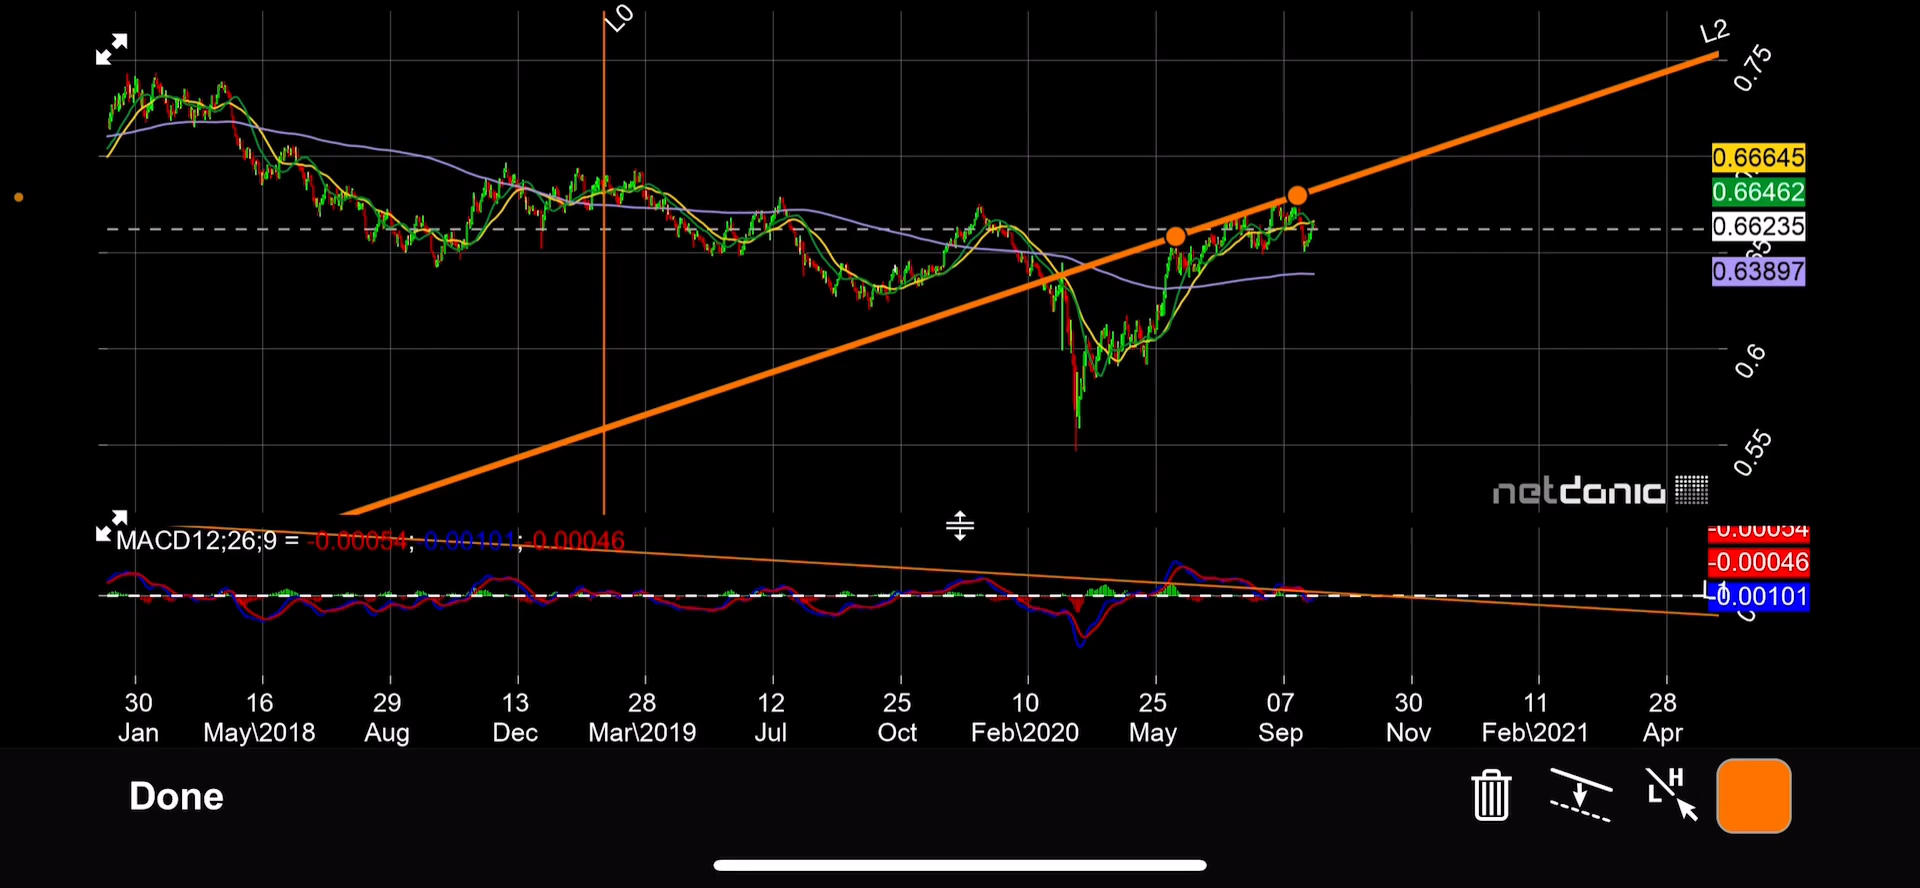 L0
L2
0.75
0.66645
0.66462
0.66235
0.63897
0.6
0.55
netdania
MACD12;26;9 = -0.00054; -0.00101; -0.00046
-0.00054
-0.00046
L1
-0.00101
30 16 29 13 28 12 25 10 25 07 30 11 28
Jan May\2018 Aug Dec Mar\2019 Jul Oct Feb\2020 May Sep Nov Feb\2021 Apr
Done
H
L